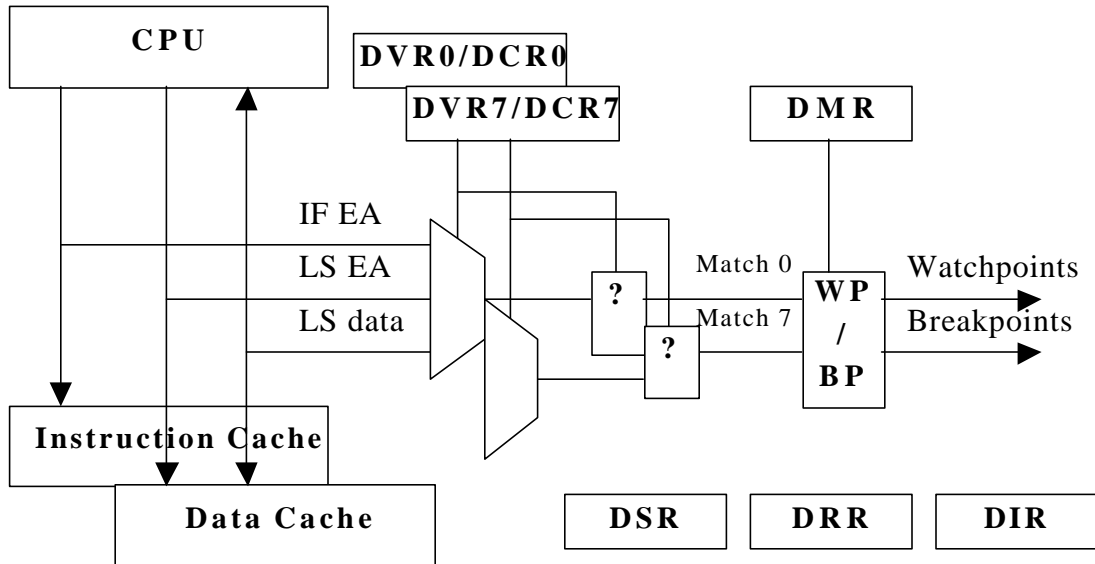 CPU
DVR0/DCR0
DVR7/DCR7
DMR
IF EA
LS EA
LS data
Match 0
Match 7
?
?
WP
/
BP
Watchpoints
Breakpoints
Instruction Cache
Data Cache
DSR
DRR
DIR